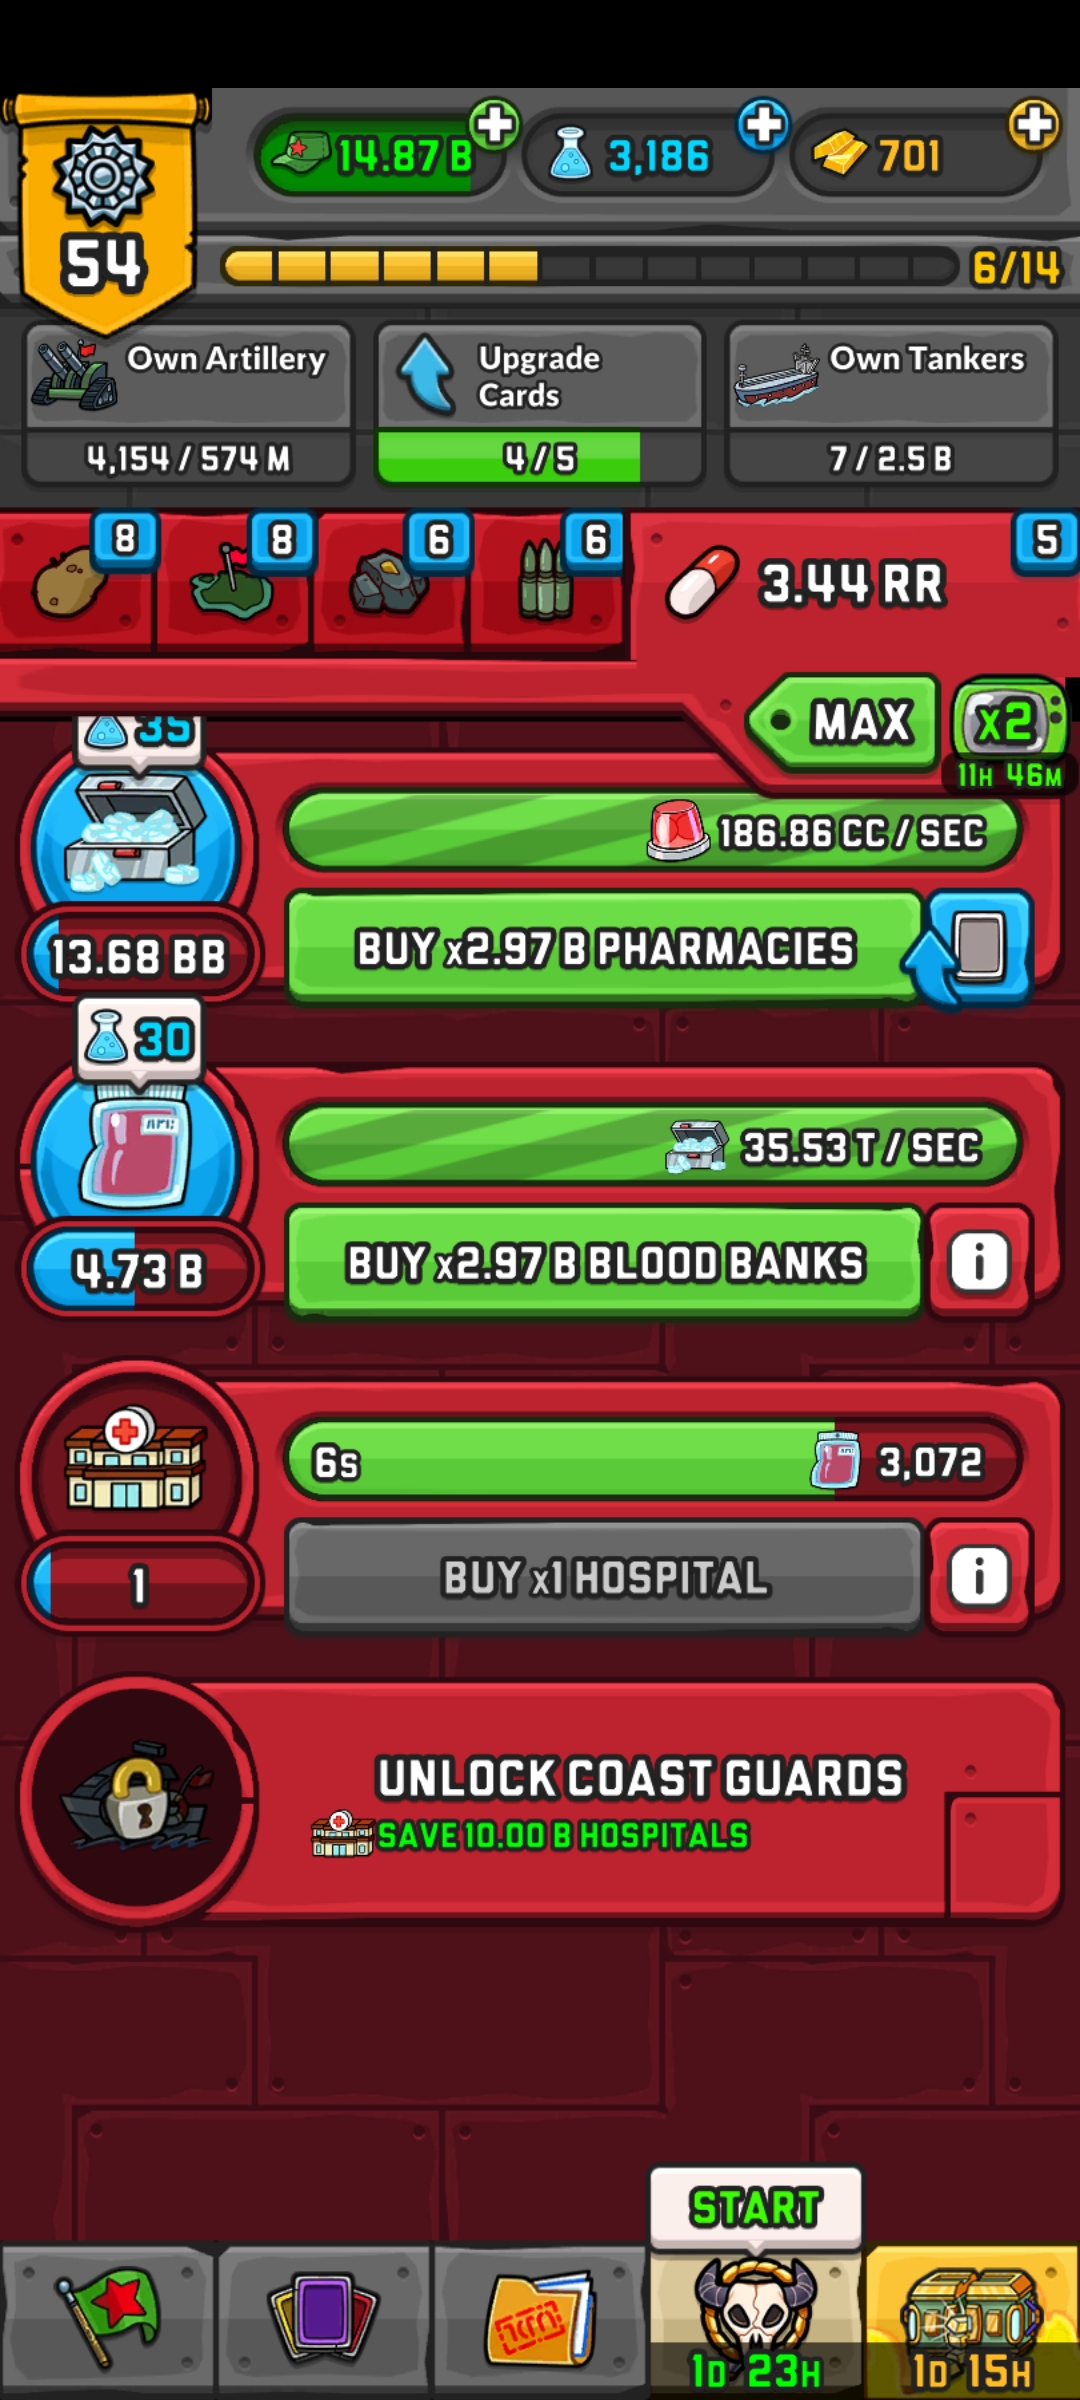 54
14.87 B
3,186
701
6/14
Own Artillery
4,154 / 574 M
Upgrade
Cards
4 / 5
Own Tankers
7 / 2.5 B
8
8
6
6
3.44 RR
5
MAX
x2
11H 46M
35
186.86 CC / SEC
13.68 BB
BUY x2.97 B PHARMACIES
30
35.53 T / SEC
4.73 B
BUY x2.97 B BLOOD BANKS
i
6s
3,072
1
BUY x1 HOSPITAL
i
UNLOCK COAST GUARDS
SAVE 10.00 B HOSPITALS
START
1D 23H
1D 15H